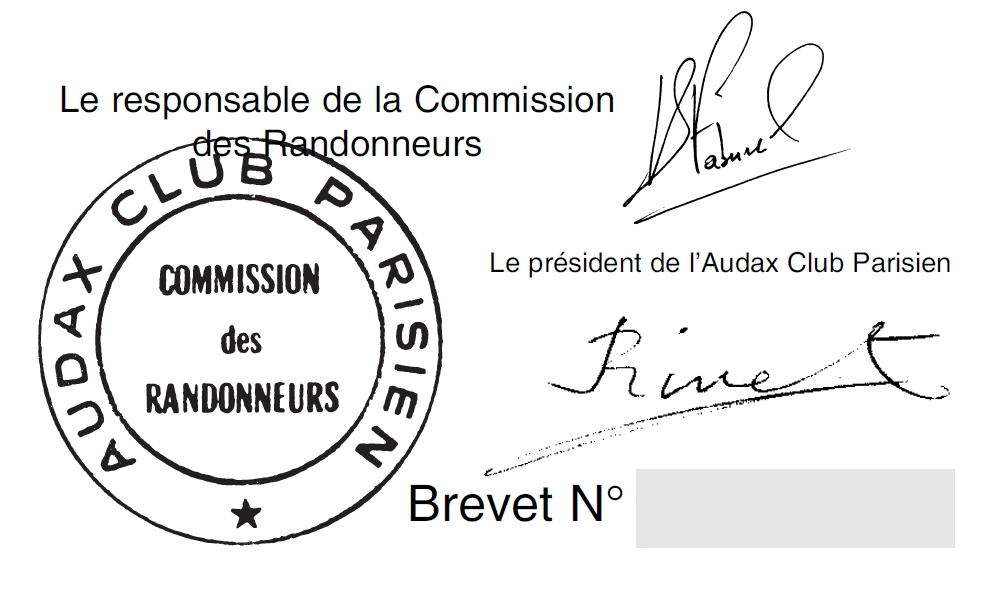 Le responsable de la Commission
des Randonneurs
AUDAX CLUB PARISIEN
COMMISSION
des
RANDONNEURS
Le président de l'Audax Club Parisien
Rinet
Brevet N°